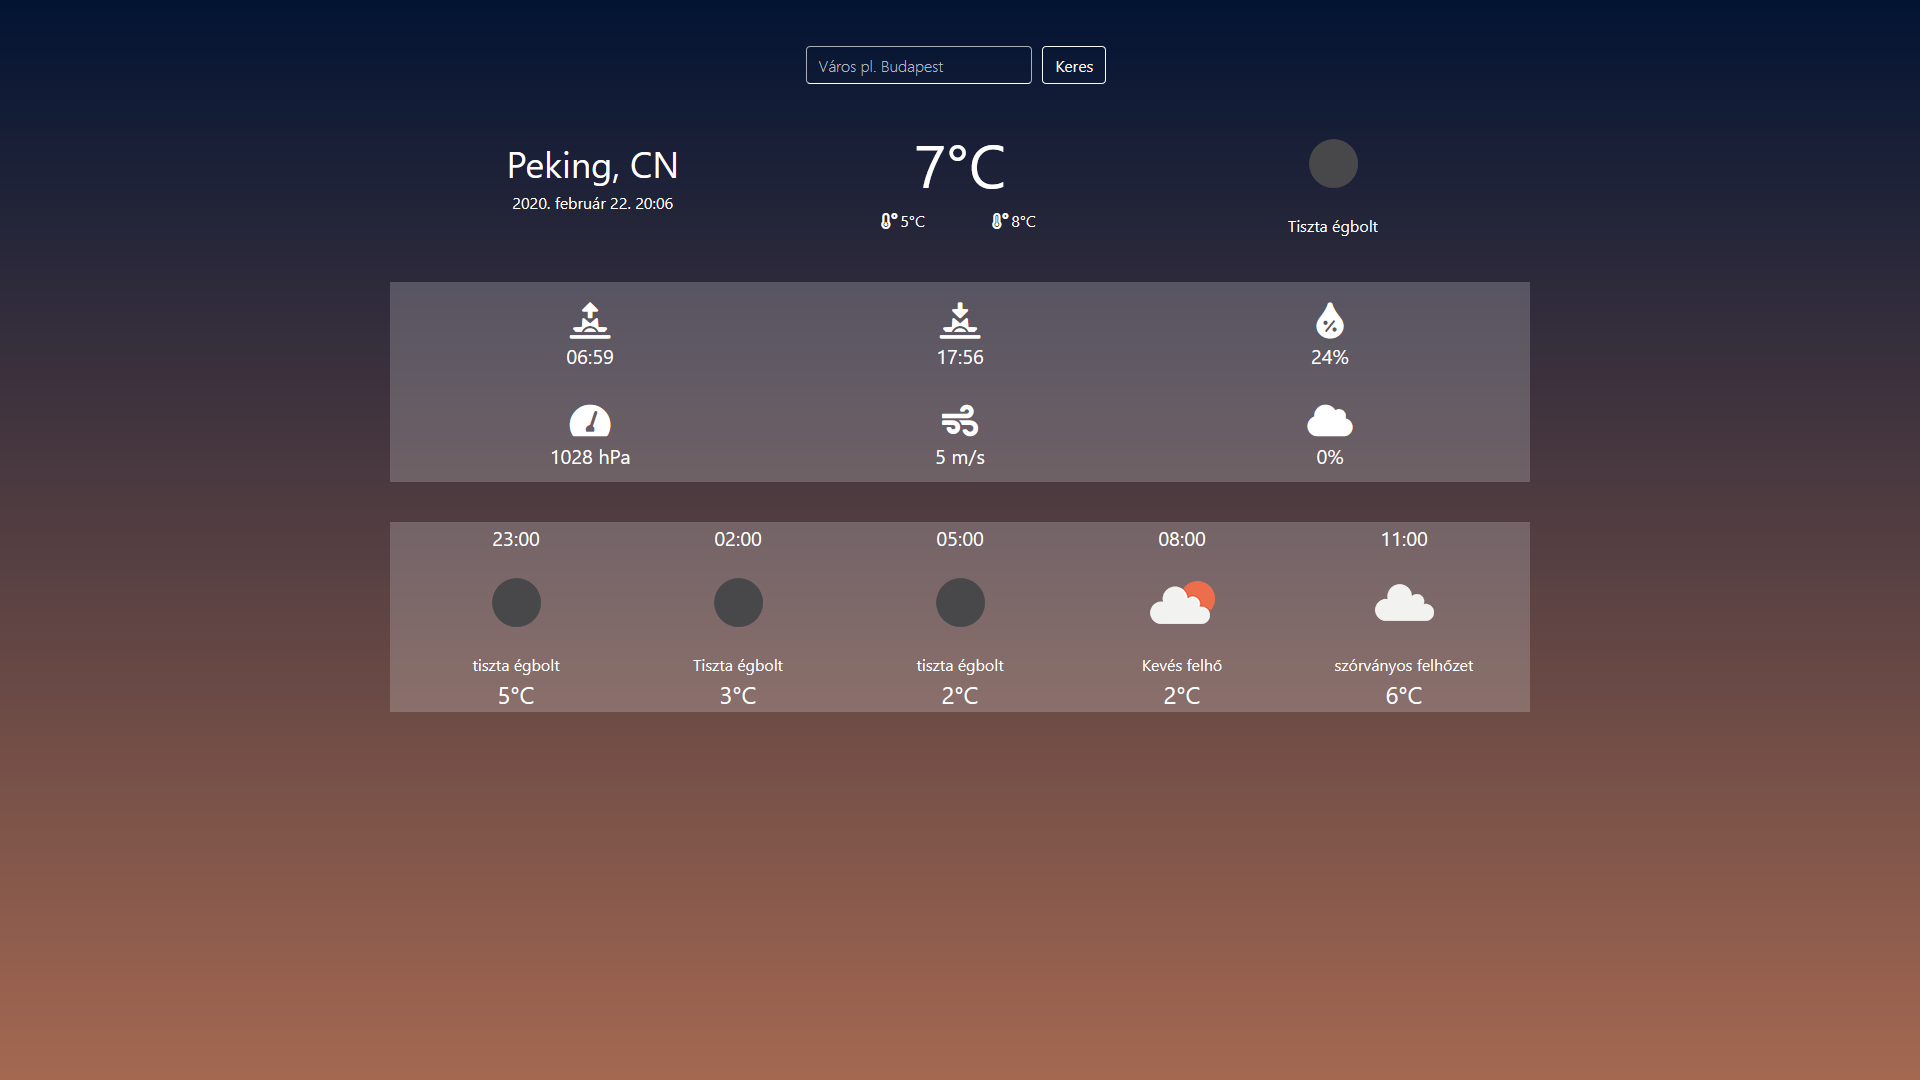 Város pl. Budapest
Keres
Peking, CN
2020. február 22. 20:06
7°C
5°C
8°C
Tiszta égbolt
06:59
17:56
24%
1028 hPa
5 m/s
0%
23:00
02:00
05:00
08:00
11:00
tiszta égbolt
Tiszta égbolt
tiszta égbolt
Kevés felhő
szórványos felhőzet
5°C
3°C
2°C
2°C
6°C